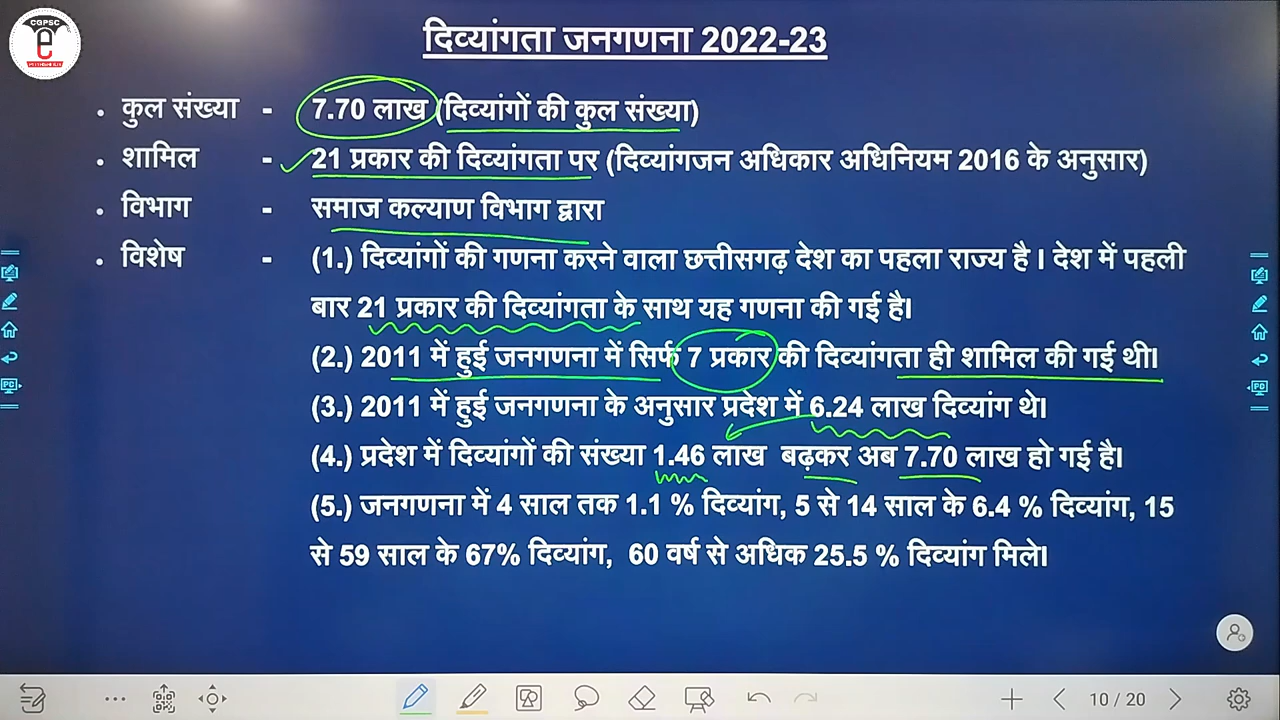 CGPSC
दिव्यांगता जनगणना 2022-23
. कुल संख्या - 7.70 लाख (दिव्यांगों की कुल संख्या)
. शामिल - 21 प्रकार की दिव्यांगता पर (दिव्यांगजन अधिकार अधिनियम 2016 के अनुसार)
. विभाग - समाज कल्याण विभाग द्वारा
. विशेष - (1.) दिव्यांगों की गणना करने वाला छत्तीसगढ़ देश का पहला राज्य है । देश में पहली
बार 21 प्रकार की दिव्यांगता के साथ यह गणना की गई है।
(2.) 2011 में हुई जनगणना में सिर्फ 7 प्रकार की दिव्यांगता ही शामिल की गई थी।
(3.) 2011 में हुई जनगणना के अनुसार प्रदेश में 6.24 लाख दिव्यांग थे।
(4.) प्रदेश में दिव्यांगों की संख्या 1.46 लाख बढ़कर अब 7.70 लाख हो गई है।
(5.) जनगणना में 4 साल तक 1.1 % दिव्यांग, 5 से 14 साल के 6.4 % दिव्यांग, 15
से 59 साल के 67% दिव्यांग, 60 वर्ष से अधिक 25.5 % दिव्यांग मिले।
10 / 20